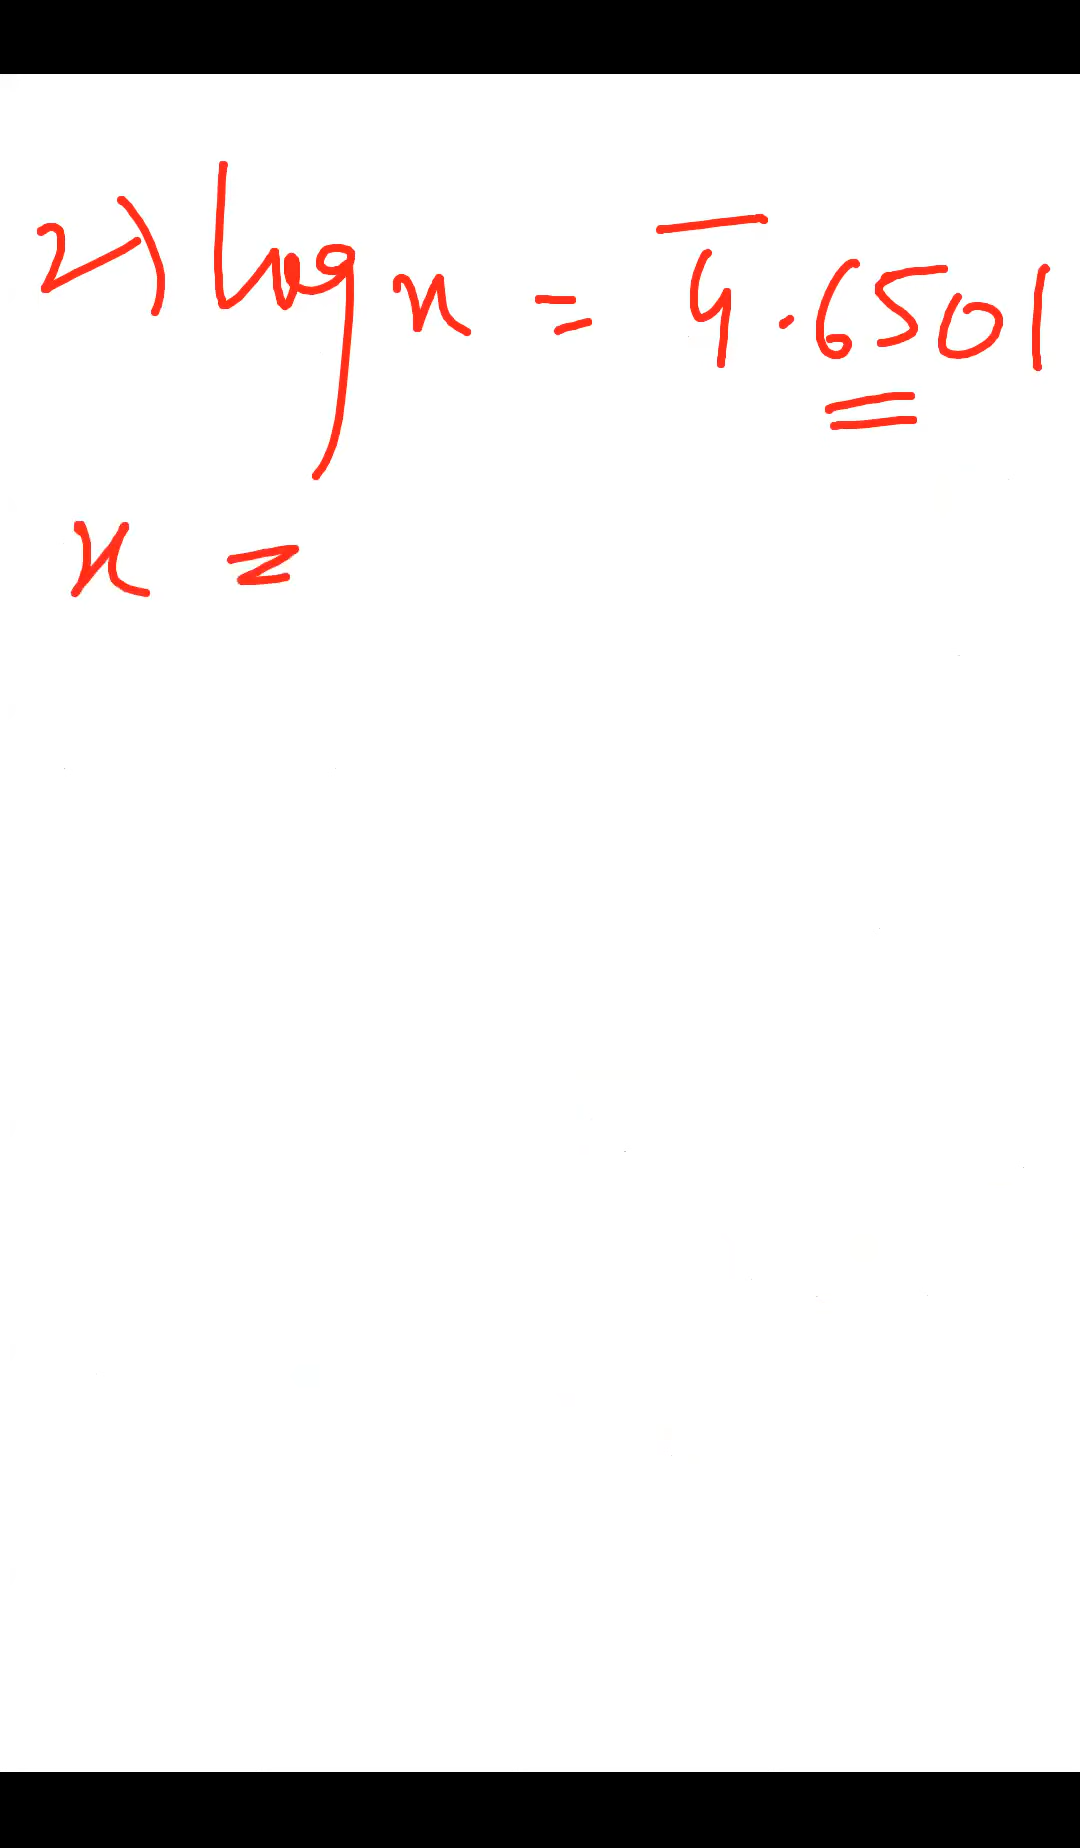 2) log x = 4̅.6501
x =